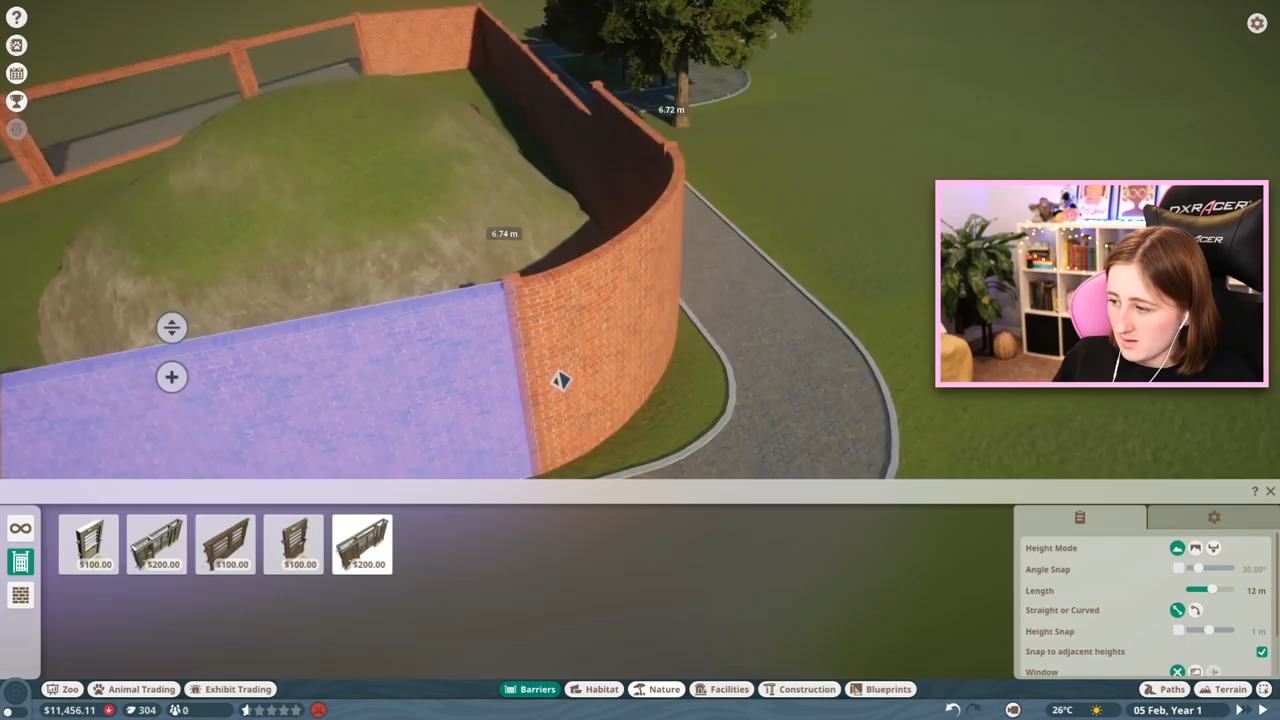 ?
6.72 m
6.74 m
DXRACER
? 
$100.00
$200.00
$100.00
$100.00
$200.00
Height Mode
Angle Snap 30.00°
Length 12 m
Straight or Curved
Height Snap 1 m
Snap to adjacent heights
Window
Zoo
Animal Trading
Exhibit Trading
Barriers
Habitat
Nature
Facilities
Construction
Blueprints
Paths
Terrain
$11,456.11
304
0
26°C
05 Feb, Year 1